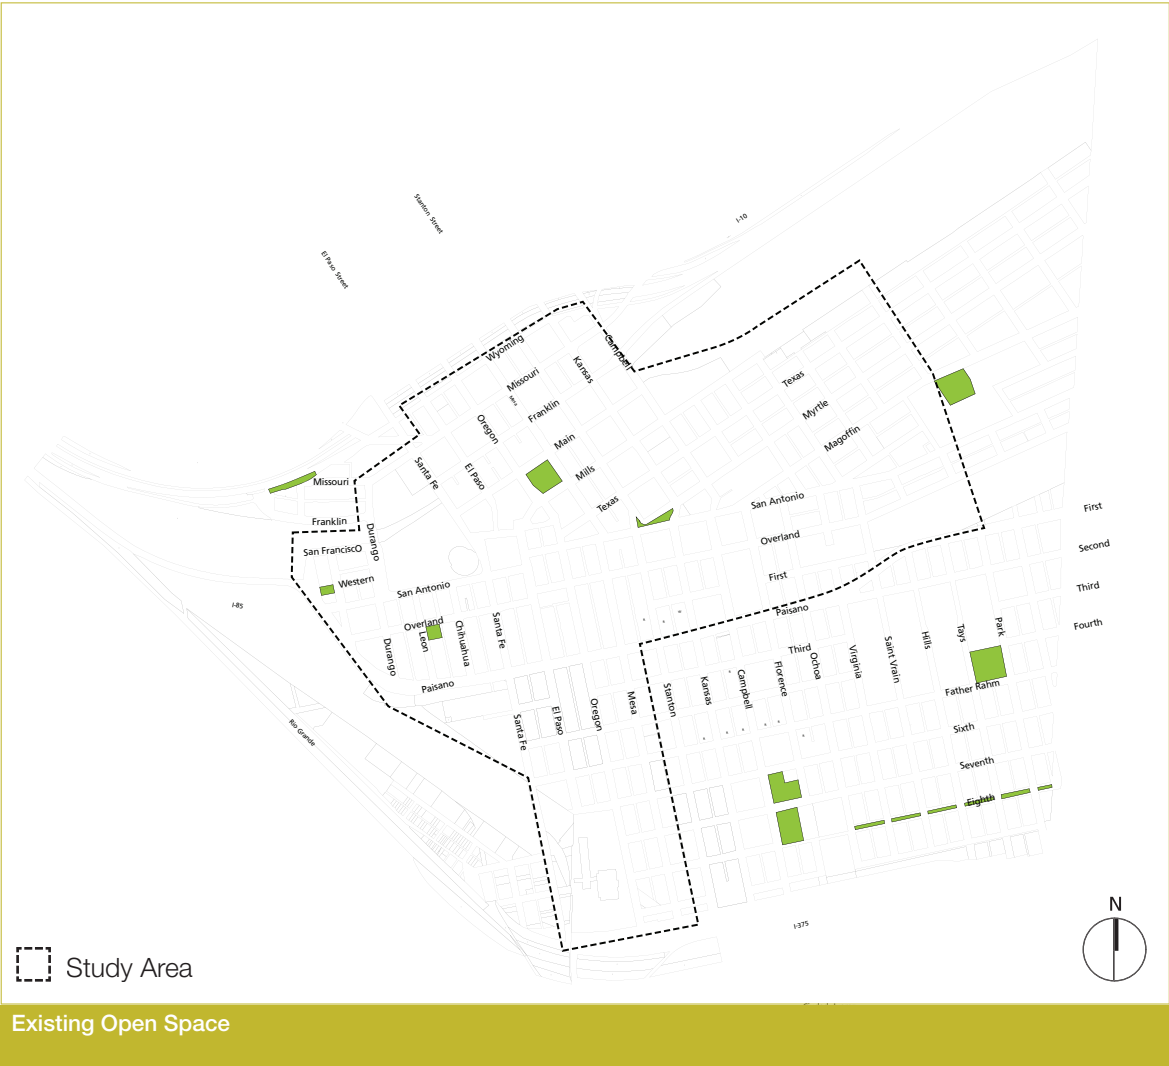 Stanton Street
I-10
El Paso Street
Wyoming
Campbell
Kansas
Missouri
Texas
Franklin
Myrtle
Oregon
Main
Magoffin
Santa Fe
El Paso
Mills
Missouri
Texas
San Antonio
First
Franklin
Durango
Overland
Second
San FranciscO
First
Western
Third
San Antonio
I-85
Paisano
Overland
Fourth
Leon
Chihuahua
Santa Fe
Durango
Third
Ochoa
Virginia
Saint Vrain
Hills
Tays
Park
Paisano
Stanton
Kansas
Campbell
Florence
Father Rahm
Mesa
Oregon
El Paso
Santa Fe
Rio Grande
Sixth
Seventh
Eighth
I-375
N
Study Area
Existing Open Space